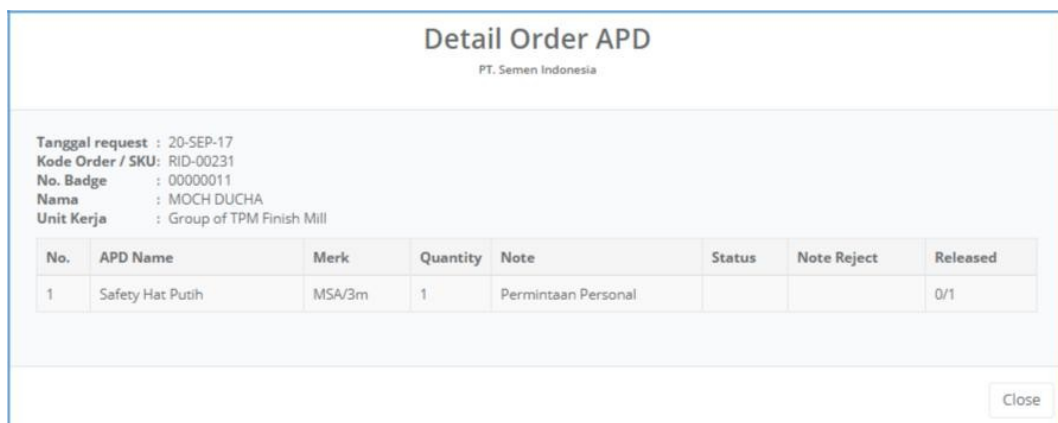 Detail Order APD
PT. Semen Indonesia
Tanggal request : 20-SEP-17
Kode Order / SKU: RID-00231
No. Badge : 00000011
Nama : MOCH DUCHA
Unit Kerja : Group of TPM Finish Mill
No. APD Name Merk Quantity Note Status Note Reject Released
1 Safety Hat Putih MSA/3m 1 Permintaan Personal 0/1
Close